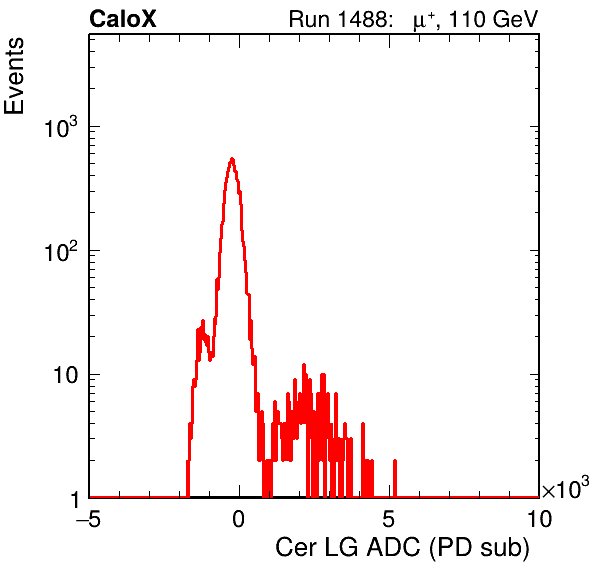 CaloX Run 1488: μ⁺, 110 GeV
Events
10³
10²
10
1
−5 0 5 10
×10³
Cer LG ADC (PD sub)